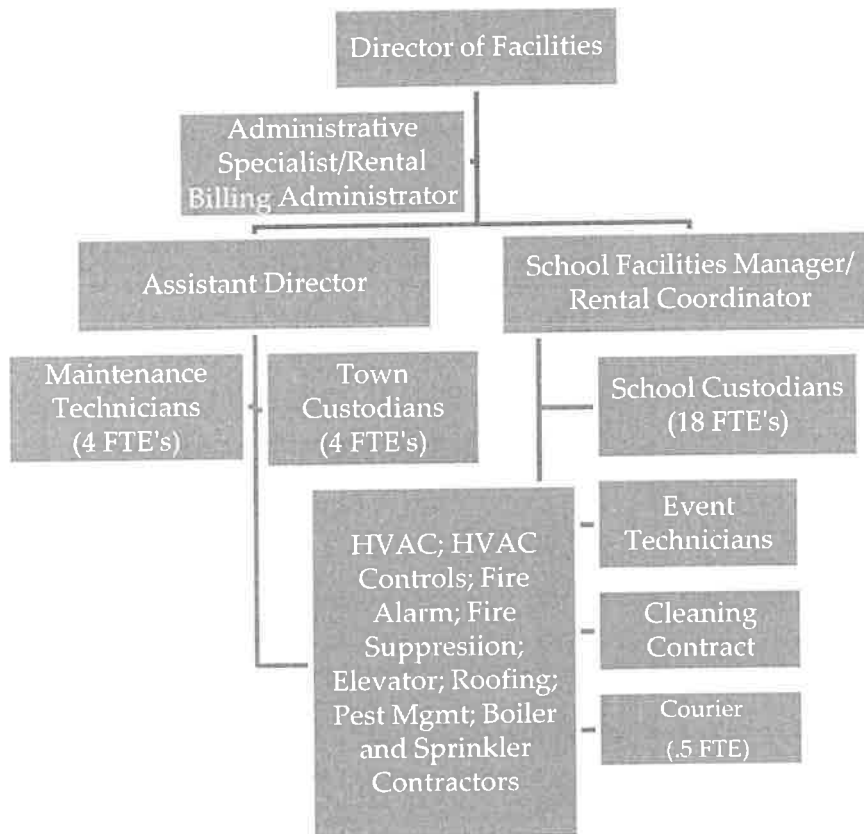 Director of Facilities
Administrative
Specialist/Rental
Billing Administrator
Assistant Director
School Facilities Manager/
Rental Coordinator
Maintenance
Technicians
(4 FTE's)
Town
Custodians
(4 FTE's)
School Custodians
(18 FTE's)
HVAC; HVAC
Controls; Fire
Alarm; Fire
Suppresiion;
Elevator; Roofing;
Pest Mgmt; Boiler
and Sprinkler
Contractors
Event
Technicians
Cleaning
Contract
Courier
(.5 FTE)